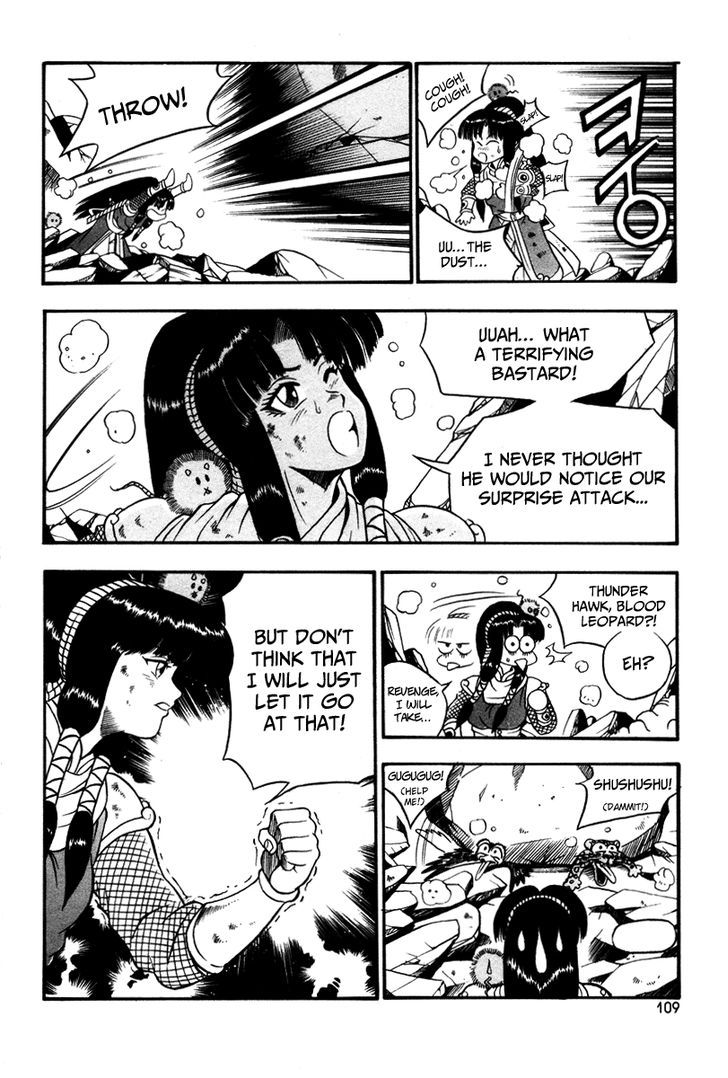 THROW!
COUGH!
COUGH!
SLAP!
SLAP!
쿵
UU... THE
DUST...
UUAH... WHAT
A TERRIFYING
BASTARD!
I NEVER THOUGHT
HE WOULD NOTICE OUR
SURPRISE ATTACK...
BUT DON'T
THINK THAT
I WILL JUST
LET IT GO
AT THAT!
REVENGE,
I WILL
TAKE...
THUNDER
HAWK, BLOOD
LEOPARD?!
EH?
GUGUGUG!
(HELP
ME!)
SHUSHUSHU!
(DAMMIT!)
109